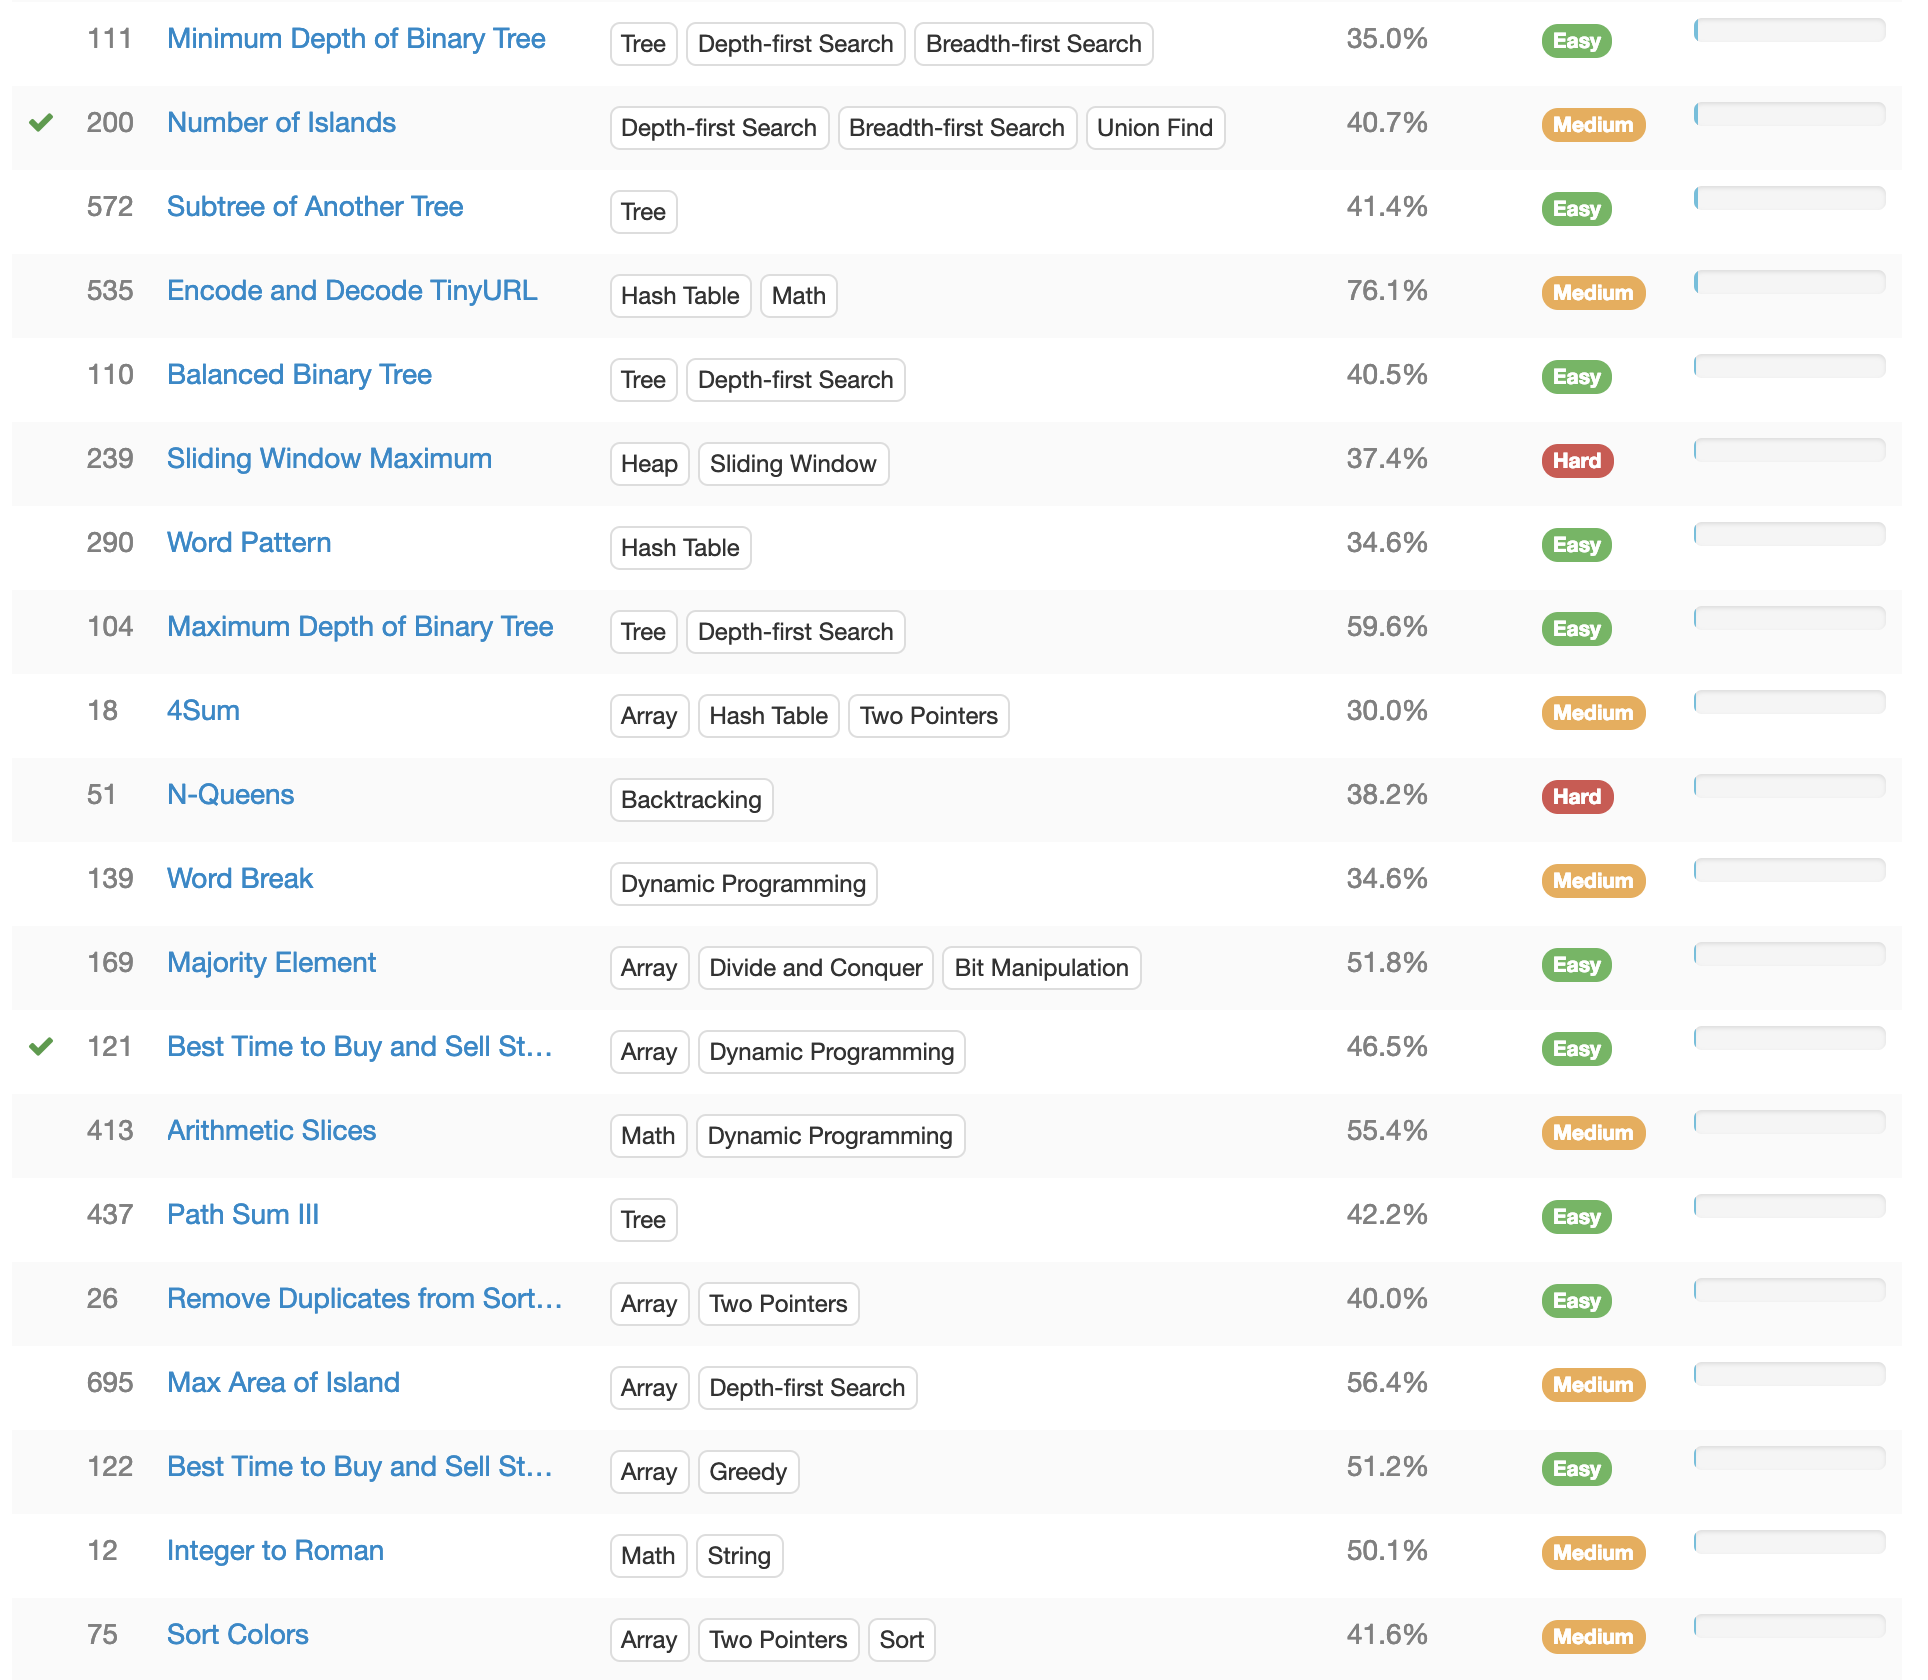 111 Minimum Depth of Binary Tree Tree Depth-first Search Breadth-first Search 35.0% Easy
200 Number of Islands Depth-first Search Breadth-first Search Union Find 40.7% Medium
572 Subtree of Another Tree Tree 41.4% Easy
535 Encode and Decode TinyURL Hash Table Math 76.1% Medium
110 Balanced Binary Tree Tree Depth-first Search 40.5% Easy
239 Sliding Window Maximum Heap Sliding Window 37.4% Hard
290 Word Pattern Hash Table 34.6% Easy
104 Maximum Depth of Binary Tree Tree Depth-first Search 59.6% Easy
18 4Sum Array Hash Table Two Pointers 30.0% Medium
51 N-Queens Backtracking 38.2% Hard
139 Word Break Dynamic Programming 34.6% Medium
169 Majority Element Array Divide and Conquer Bit Manipulation 51.8% Easy
121 Best Time to Buy and Sell St... Array Dynamic Programming 46.5% Easy
413 Arithmetic Slices Math Dynamic Programming 55.4% Medium
437 Path Sum III Tree 42.2% Easy
26 Remove Duplicates from Sort... Array Two Pointers 40.0% Easy
695 Max Area of Island Array Depth-first Search 56.4% Medium
122 Best Time to Buy and Sell St... Array Greedy 51.2% Easy
12 Integer to Roman Math String 50.1% Medium
75 Sort Colors Array Two Pointers Sort 41.6% Medium